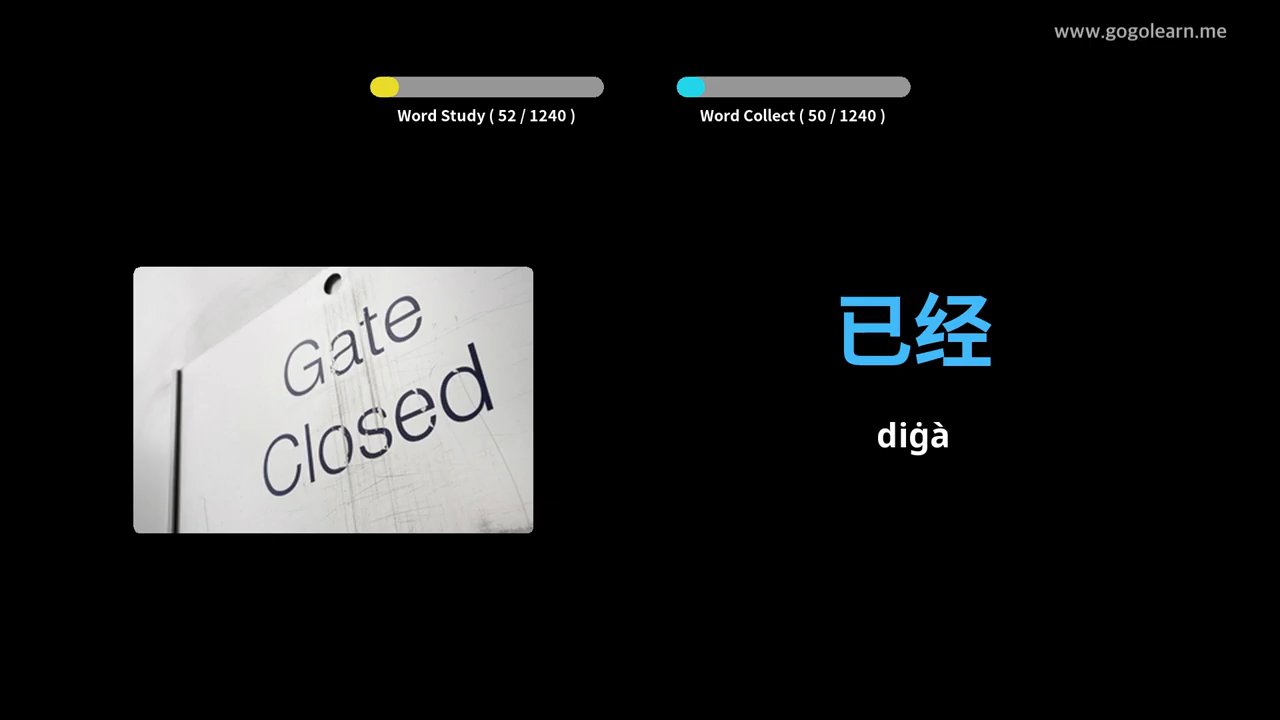 www.gogolearn.me
Word Study ( 52 / 1240 )
Word Collect ( 50 / 1240 )
Gate
Closed
已经
diġà